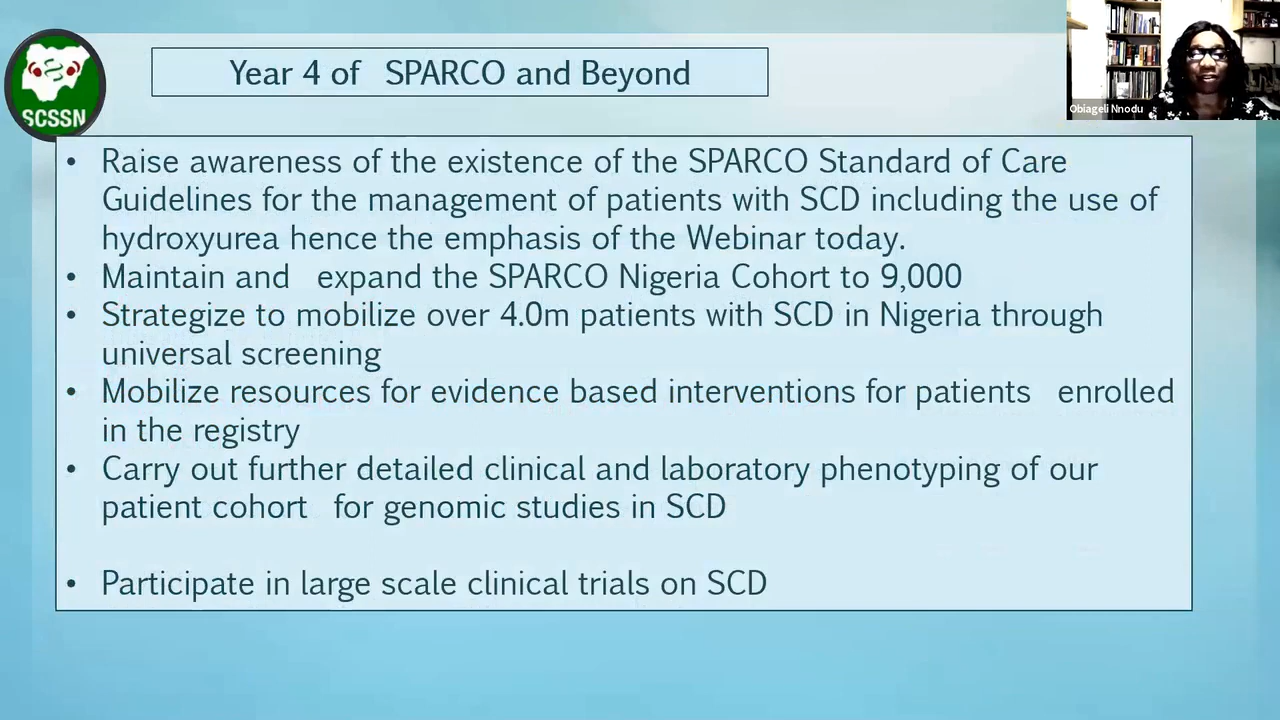 SCSSN
Year 4 of SPARCO and Beyond
Obiageli Nnodu
• Raise awareness of the existence of the SPARCO Standard of Care
Guidelines for the management of patients with SCD including the use of
hydroxyurea hence the emphasis of the Webinar today.
• Maintain and expand the SPARCO Nigeria Cohort to 9,000
• Strategize to mobilize over 4.0m patients with SCD in Nigeria through
universal screening
• Mobilize resources for evidence based interventions for patients enrolled
in the registry
• Carry out further detailed clinical and laboratory phenotyping of our
patient cohort for genomic studies in SCD
• Participate in large scale clinical trials on SCD